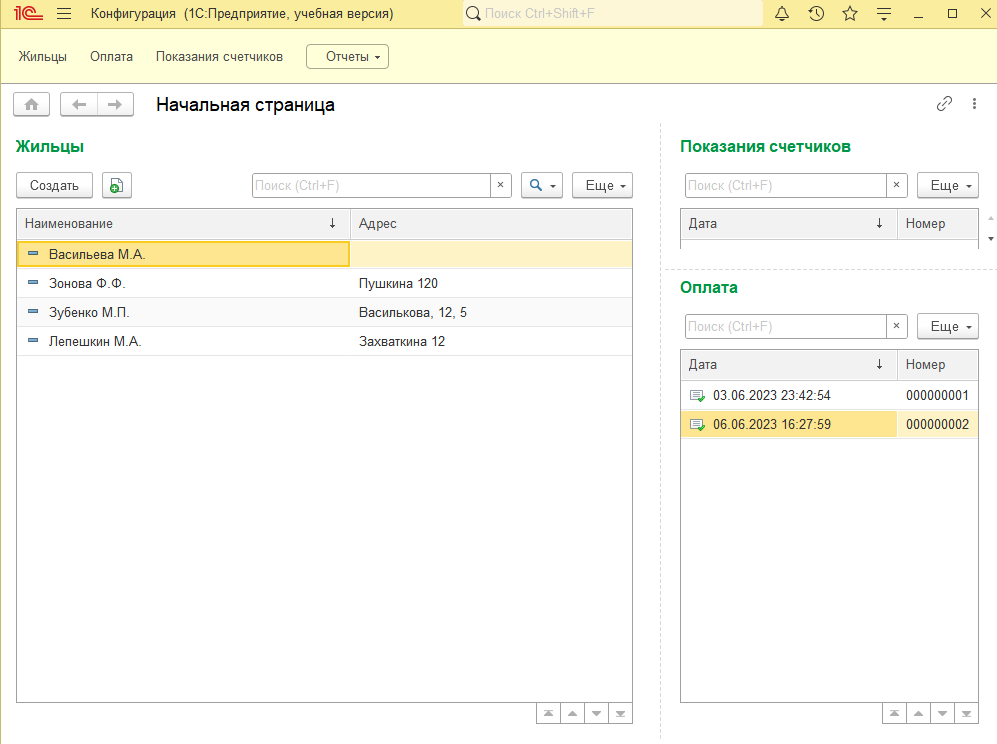 1С Конфигурация (1С:Предприятие, учебная версия) Поиск Ctrl+Shift+F
Жильцы Оплата Показания счетчиков Отчеты
Начальная страница
Жильцы
Создать Поиск (Ctrl+F) × Еще
Наименование ↓ Адрес
Васильева М.А.
Зонова Ф.Ф. Пушкина 120
Зубенко М.П. Василькова, 12, 5
Лепешкин М.А. Захваткина 12
Показания счетчиков
Поиск (Ctrl+F) × Еще
Дата ↓ Номер
Оплата
Поиск (Ctrl+F) × Еще
Дата ↓ Номер
03.06.2023 23:42:54 000000001
06.06.2023 16:27:59 000000002